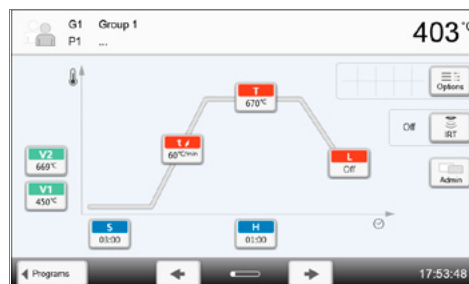 G1 Group 1
P1 ...
403°C
T
670°C
Options
t
60°C/min
Off
IRT
V2
669°C
L
Off
V1
450°C
Admin
S
03:00
H
01:00
Programs
17:53:48